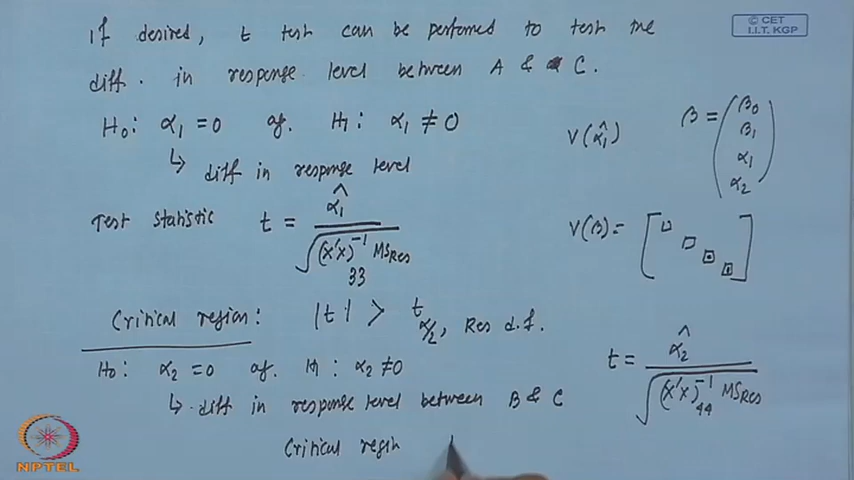 If desired, t test can be performed to test the
diff. in response level between A & C.
H₀: α₁ = 0 ag. H₁: α₁ ≠ 0
↳ diff in response level
Test Statistic t = α̂₁ / √((X'X)⁻¹₃₃ MSRes)
Critical region: |t| > t α/2, Res d.f.
H₀: α₂ = 0 ag. H₁: α₂ ≠ 0
↳ diff in response level between B & C
Critical regin
© CET
I.I.T. KGP
V(α̂₁) β = (β₀ β₁ α₁ α₂)
V(β) = [ ]
t = α̂₂ / √((X'X)⁻¹₄₄ MSRes)
NPTEL